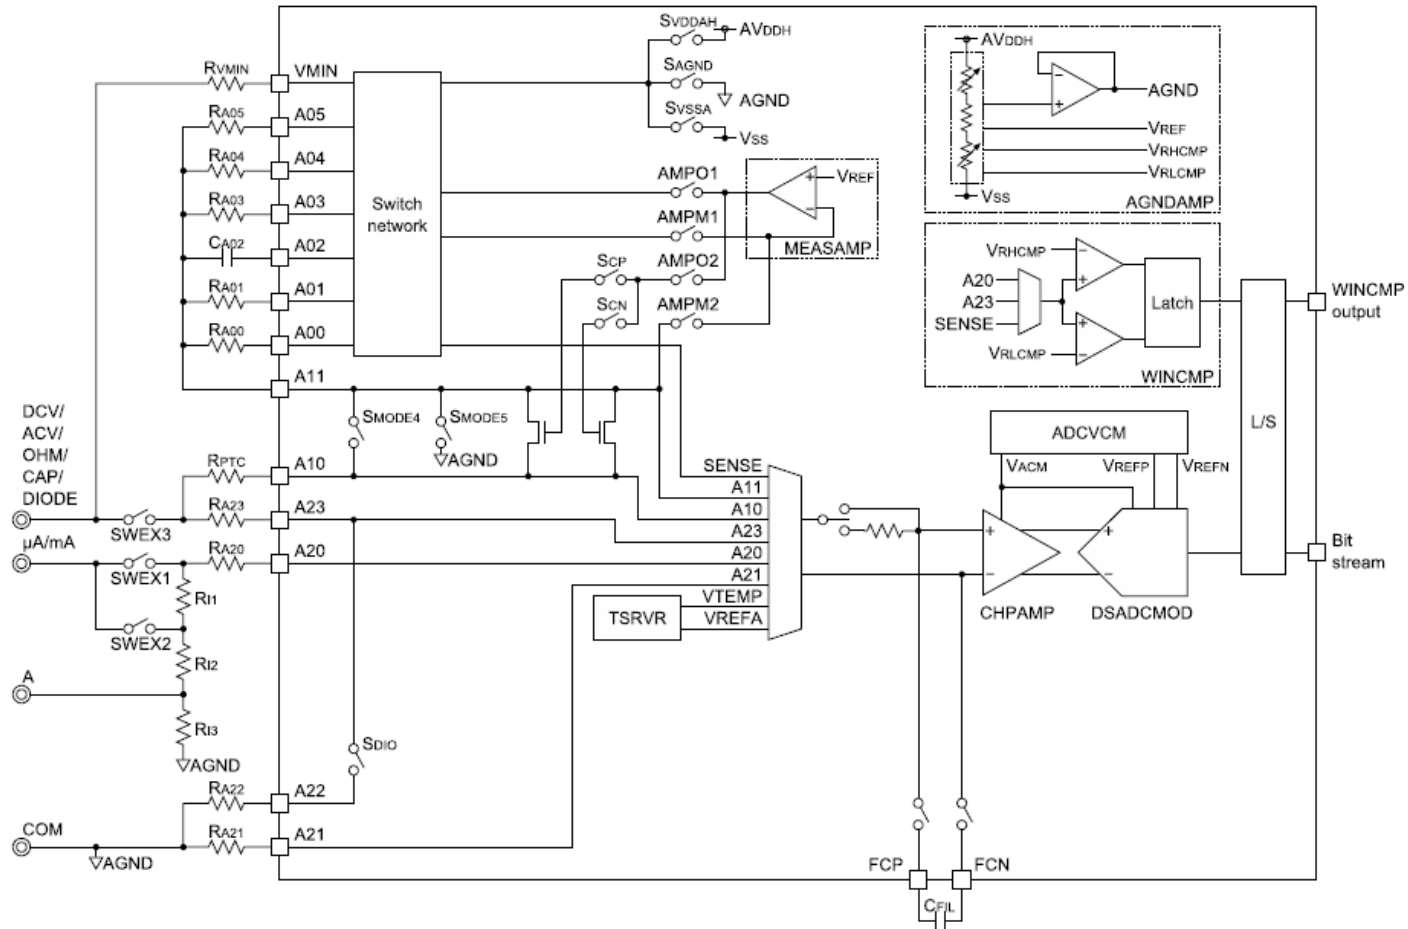 SVDDAH
AVDDH
SAGND
AGND
SVSSA
VSS
RVMIN
VMIN
RA05
A05
RA04
A04
RA03
A03
CA02
A02
RA01
A01
RA00
A00
A11
Switch
network
AMPO1
AMPM1
AMPO2
AMPM2
SCP
SCN
VREF
MEASAMP
AVDDH
AGND
VREF
VRHCMP
VRLCMP
VSS
AGNDAMP
VRHCMP
A20
A23
SENSE
VRLCMP
Latch
WINCMP
L/S
WINCMP
output
Bit
stream
DCV/
ACV/
OHM/
CAP/
DIODE
SWEX3
RPTC
A10
RA23
A23
µA/mA
SWEX1
RA20
A20
SWEX2
RI1
RI2
RI3
A
AGND
SMODE4
SMODE5
AGND
SENSE
A11
A10
A23
A20
A21
VTEMP
VREFA
TSRVR
ADCVCM
VACM
VREFP
VREFN
CHPAMP
DSADCMOD
SDIO
RA22
A22
RA21
A21
COM
AGND
FCP
FCN
CFIL